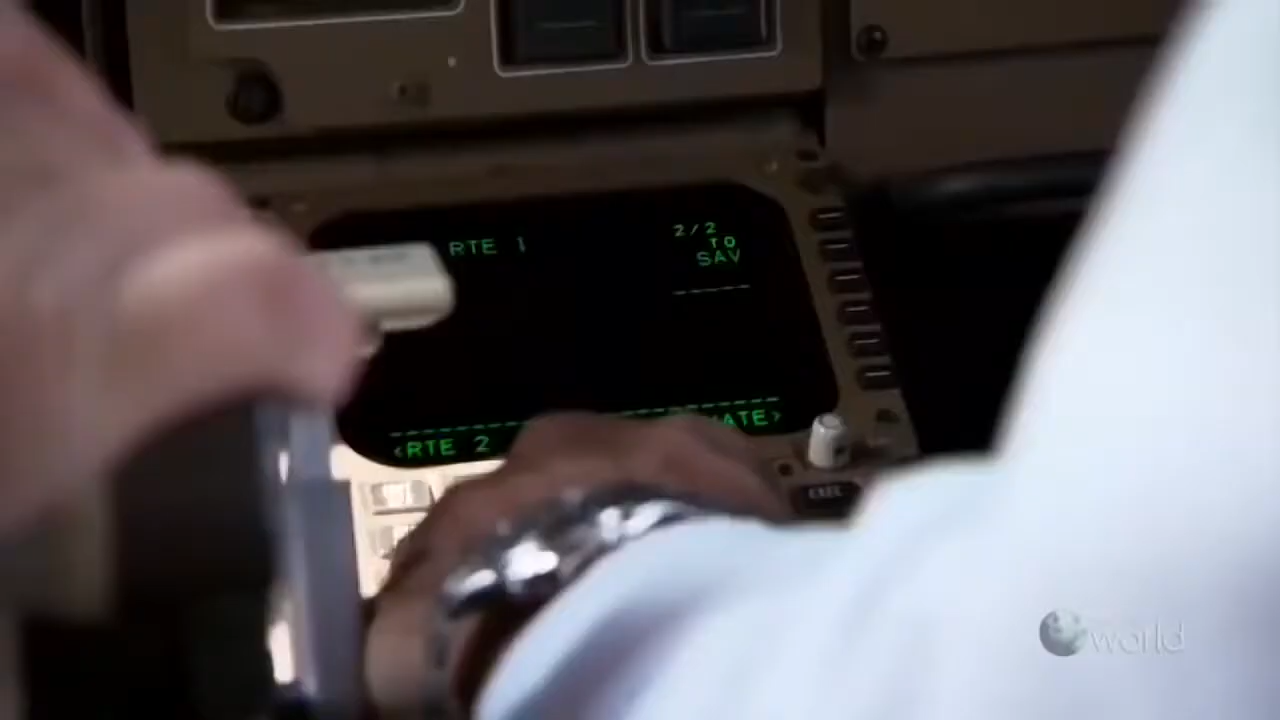 RTE 1
2/2
TO
SAV
-----
<RTE 2
ATE>
EXEC
world